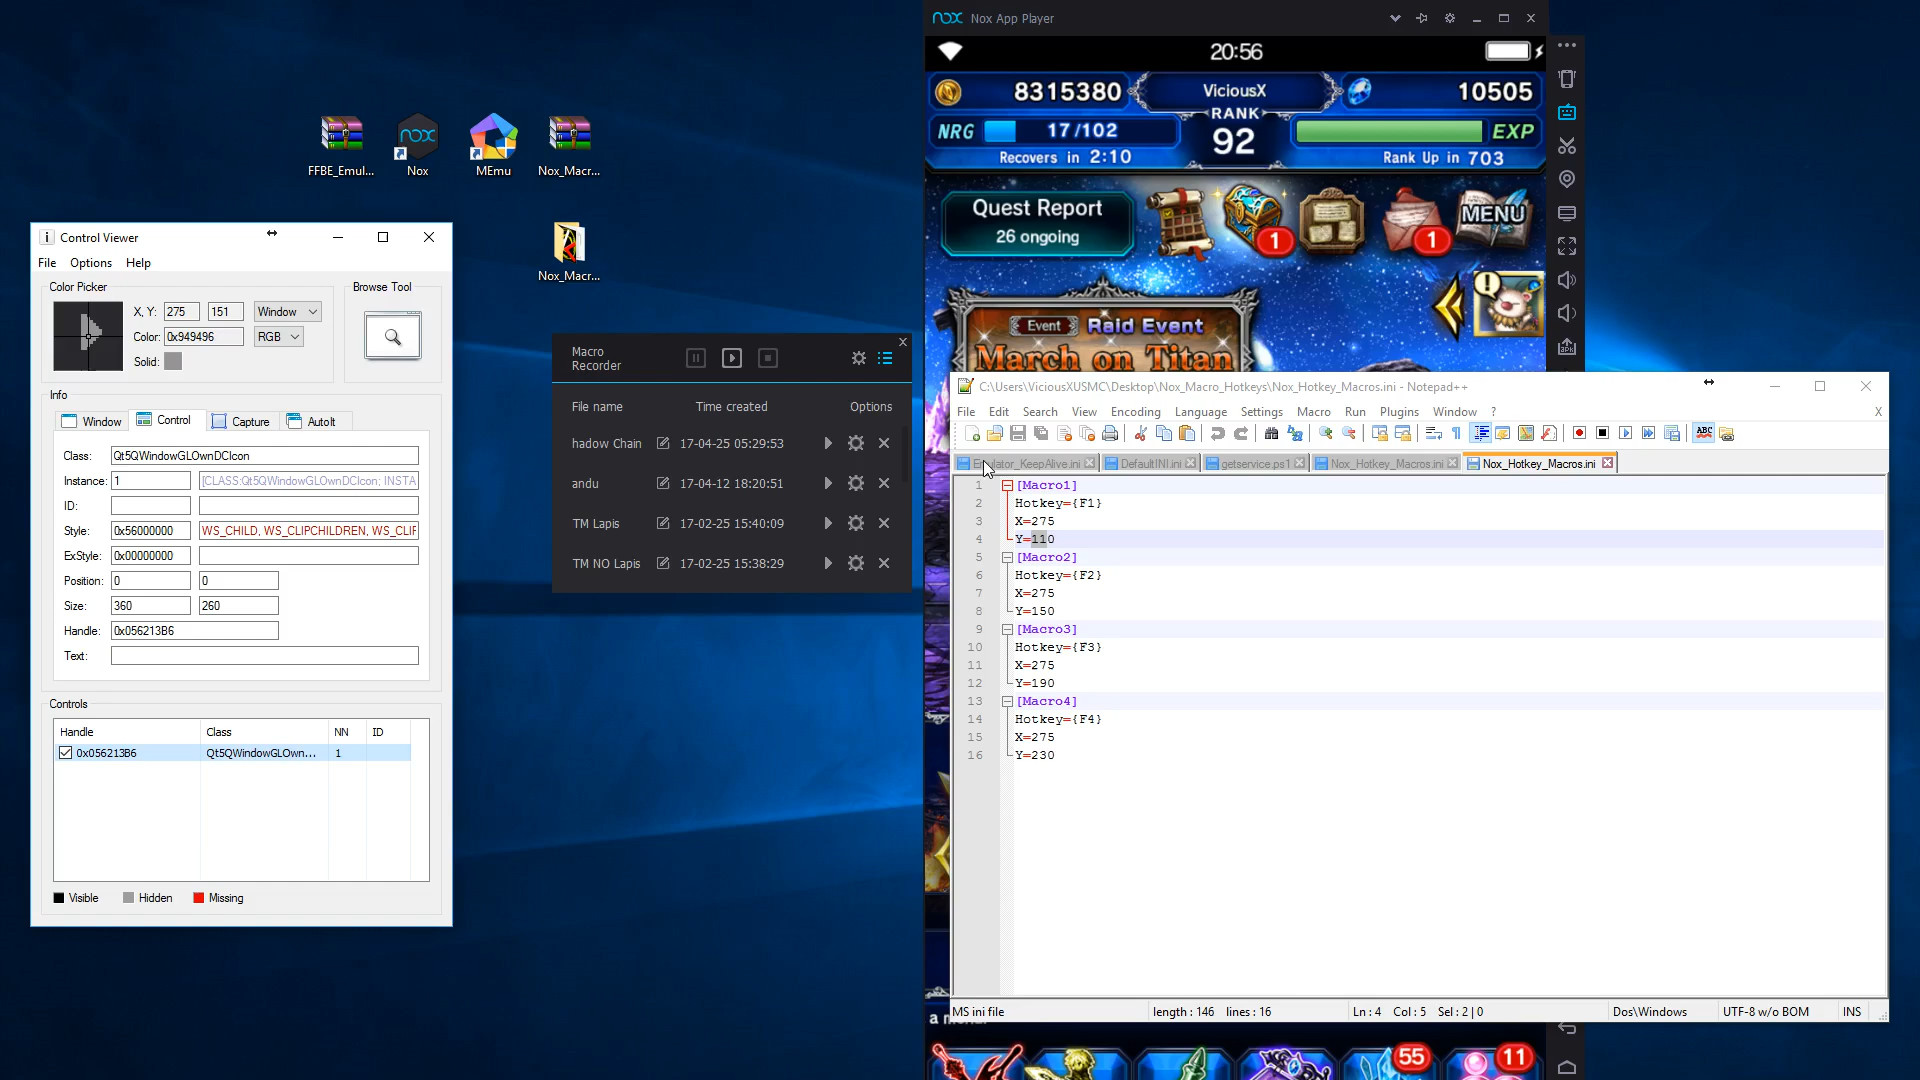 FFBE_Emul...
Nox
MEmu
Nox_Macr...
Nox_Macr...
Control Viewer
File Options Help
Color Picker
X, Y: 275 151 Window
Color: 0x949496 RGB
Solid:
Browse Tool
Info
Window Control Capture AutoIt
Class: Qt5QWindowGLOwnDCIcon
Instance: 1 [CLASS:Qt5QWindowGLOwnDCIcon; INSTA
ID:
Style: 0x56000000 WS_CHILD, WS_CLIPCHILDREN, WS_CLIF
ExStyle: 0x00000000
Position: 0 0
Size: 360 260
Handle: 0x056213B6
Text:
Controls
Handle Class NN ID
0x056213B6 Qt5QWindowGLOwn... 1
Visible Hidden Missing
Macro Recorder
File name Time created Options
hadow Chain 17-04-25 05:29:53
andu 17-04-12 18:20:51
TM Lapis 17-02-25 15:40:09
TM NO Lapis 17-02-25 15:38:29
nox Nox App Player
20:56
8315380 ViciousX 10505
RANK
NRG 17/102 92 EXP
Recovers in 2:10 Rank Up in 703
Quest Report
26 ongoing
1
1
MENU
Event Raid Event
March on Titan
C:\Users\ViciousXUSMC\Desktop\Nox_Macro_Hotkeys\Nox_Hotkey_Macros.ini - Notepad++
File Edit Search View Encoding Language Settings Macro Run Plugins Window ? X
DefaultINI.ini getservice.ps1 Nox_Hotkey_Macros.ini Nox_Hotkey_Macros.ini
1 [Macro1]
2 Hotkey={F1}
3 X=275
4 Y=110
5 [Macro2]
6 Hotkey={F2}
7 X=275
8 Y=150
9 [Macro3]
10 Hotkey={F3}
11 X=275
12 Y=190
13 [Macro4]
14 Hotkey={F4}
15 X=275
16 Y=230
MS ini file length : 146 lines : 16 Ln : 4 Col : 5 Sel : 2 | 0 Dos\Windows UTF-8 w/o BOM INS
55
11